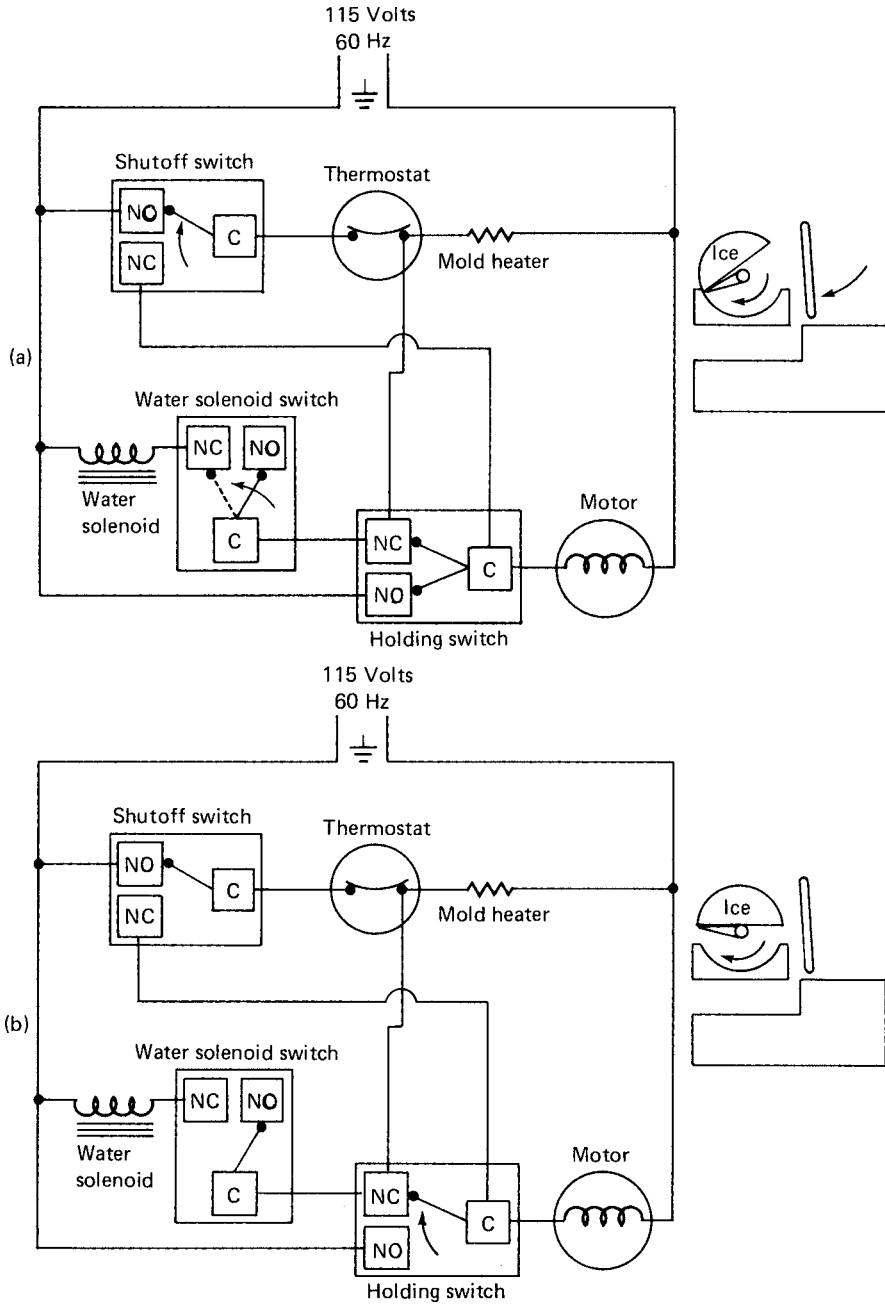 115 Volts
60 Hz
Shutoff switch
Thermostat
NO
C
NC
Mold heater
Ice
(a)
Water solenoid switch
NC
NO
Water
solenoid
C
Motor
NC
C
NO
Holding switch
115 Volts
60 Hz
Shutoff switch
Thermostat
NO
C
NC
Mold heater
Ice
(b)
Water solenoid switch
NC
NO
Water
solenoid
C
Motor
NC
C
NO
Holding switch